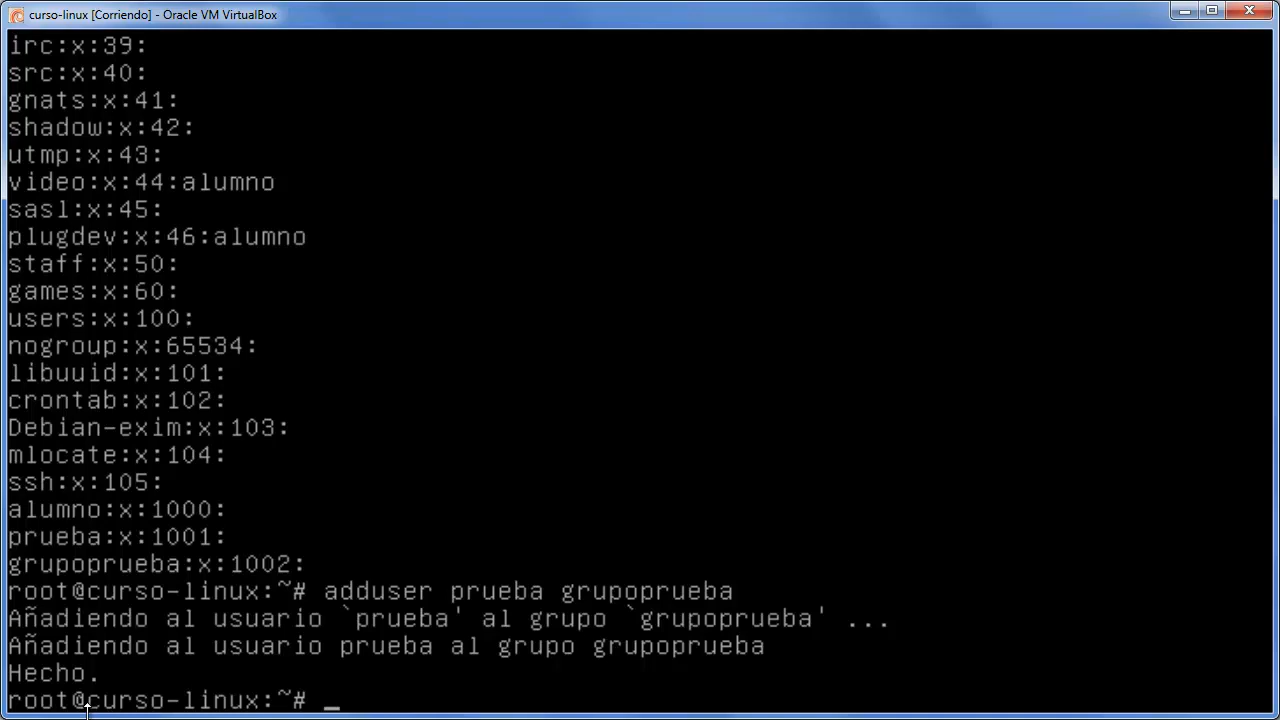 curso-linux [Corriendo] - Oracle VM VirtualBox
irc:x:39:
src:x:40:
gnats:x:41:
shadow:x:42:
utmp:x:43:
video:x:44:alumno
sasl:x:45:
plugdev:x:46:alumno
staff:x:50:
games:x:60:
users:x:100:
nogroup:x:65534:
libuuid:x:101:
crontab:x:102:
Debian-exim:x:103:
mlocate:x:104:
ssh:x:105:
alumno:x:1000:
prueba:x:1001:
grupoprueba:x:1002:
root@curso-linux:~# adduser prueba grupoprueba
Añadiendo al usuario `prueba' al grupo `grupoprueba' ...
Añadiendo al usuario prueba al grupo grupoprueba
Hecho.
root@curso-linux:~# _